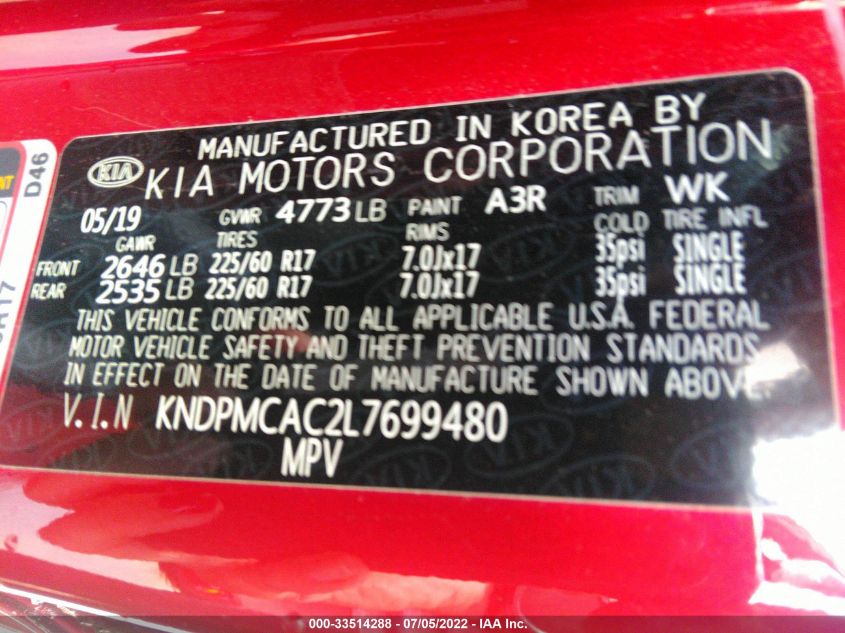 MANUFACTURED IN KOREA BY
KIA KIA MOTORS CORPORATION
05/19 GVWR 4773 LB PAINT A3R TRIM WK
GAWR TIRES RIMS COLD TIRE INFL
FRONT 2646 LB 225/60 R17 7.0Jx17 35psi SINGLE
REAR 2535 LB 225/60 R17 7.0Jx17 35psi SINGLE
THIS VEHICLE CONFORMS TO ALL APPLICABLE U.S.A. FEDERAL
MOTOR VEHICLE SAFETY AND THEFT PREVENTION STANDARDS
IN EFFECT ON THE DATE OF MANUFACTURE SHOWN ABOVE.
V.I.N KNDPMCAC2L7699480
MPV
D46
000-33514288 - 07/05/2022 - IAA Inc.